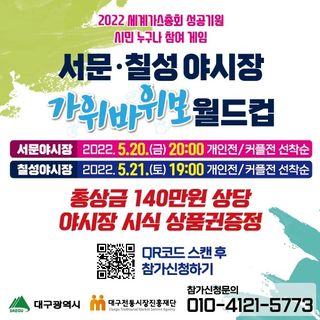 2022 세계가스총회 성공기원
시민 누구나 참여 게임
서문·칠성 야시장
가위바위보 월드컵
서문야시장 2022. 5.20.(금) 20:00 개인전/커플전 선착순
칠성야시장 2022. 5.21.(토) 19:00 개인전/커플전 선착순
총상금 140만원 상당
야시장 시식 상품권증정
QR코드 스캔 후
참가신청하기
DAEGU 대구광역시
대구전통시장진흥재단
Daegu Traditional Market Service Agency
참가신청문의
010-4121-5773